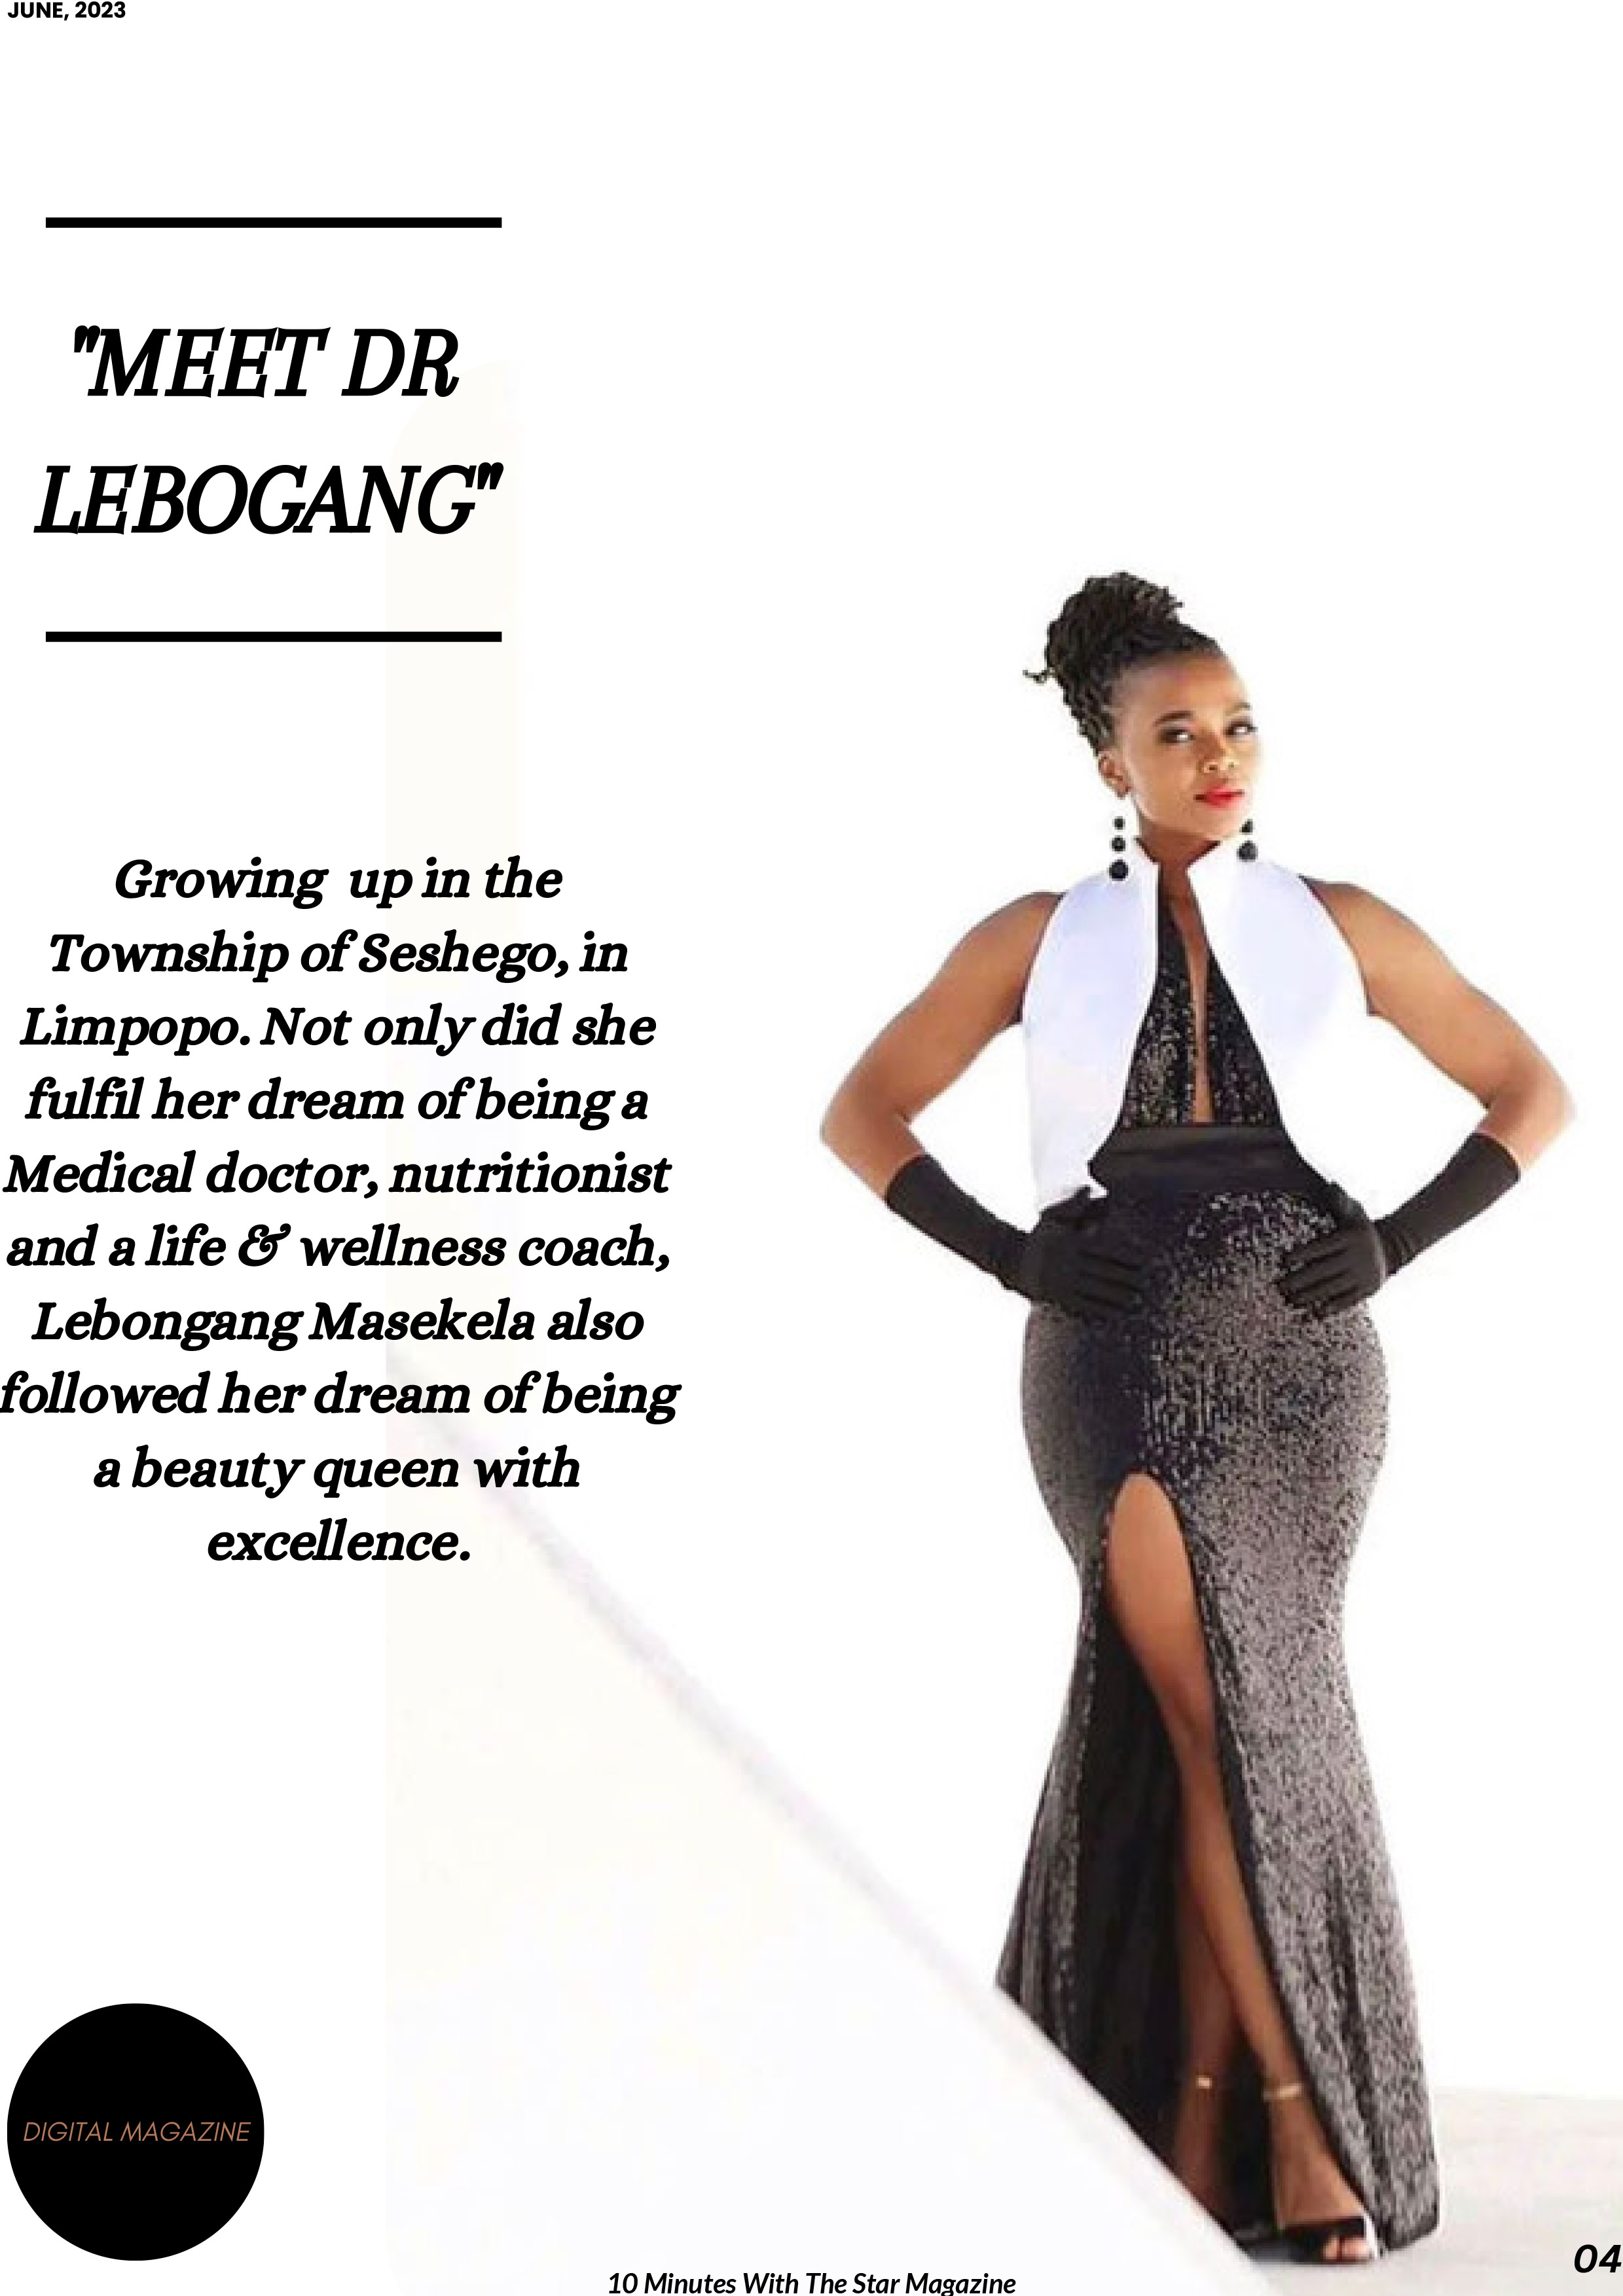 JUNE, 2023
"MEET DR
LEBOGANG"
Growing up in the
Township of Seshego, in
Limpopo. Not only did she
fulfil her dream of being a
Medical doctor, nutritionist
and a life & wellness coach,
Lebongang Masekela also
followed her dream of being
a beauty queen with
excellence.
DIGITAL MAGAZINE
04
10 Minutes With The Star Magazine